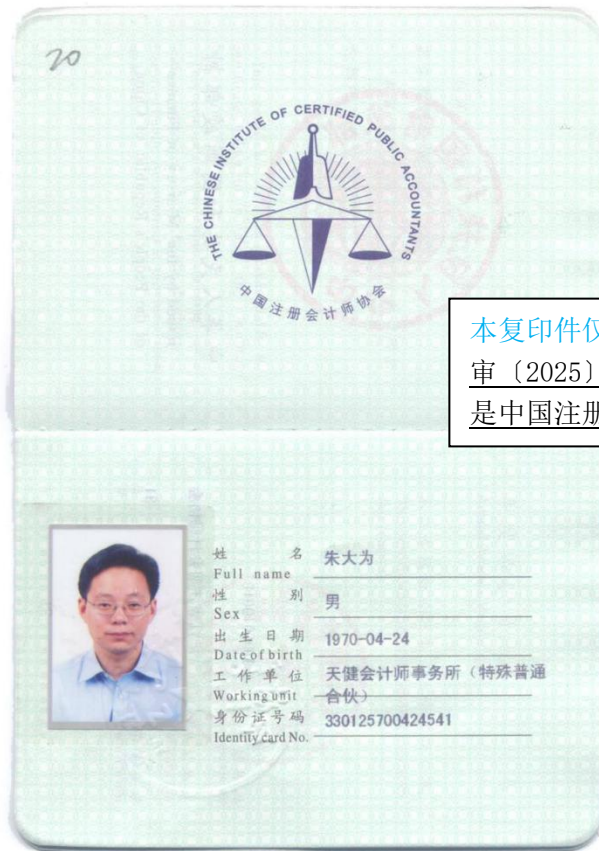 20
THE CHINESE INSTITUTE OF CERTIFIED PUBLIC ACCOUNTANTS
中国注册会计师协会
本复印件仅
审〔2025〕
是中国注册
姓 名 朱大为
Full name
性 别 男
Sex
出生日期 1970-04-24
Date of birth
工作单位 天健会计师事务所（特殊普通
Working unit 合伙）
身份证号码 330125700424541
Identity card No.